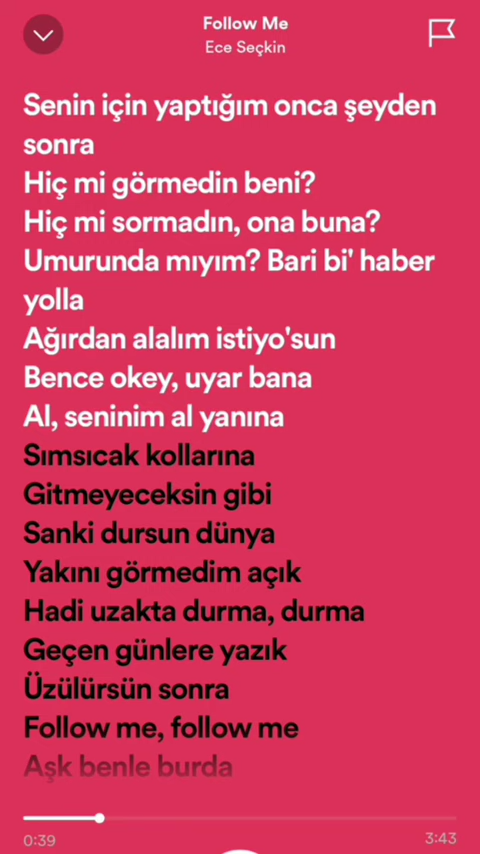 Follow Me
Ece Seçkin
Senin için yaptığım onca şeyden
sonra
Hiç mi görmedin beni?
Hiç mi sormadın, ona buna?
Umurunda mıyım? Bari bi' haber
yolla
Ağırdan alalım istiyo'sun
Bence okey, uyar bana
Al, seninim al yanına
Sımsıcak kollarına
Gitmeyeceksin gibi
Sanki dursun dünya
Yakını görmedim açık
Hadi uzakta durma, durma
Geçen günlere yazık
Üzülürsün sonra
Follow me, follow me
Aşk benle burda
0:39
3:43